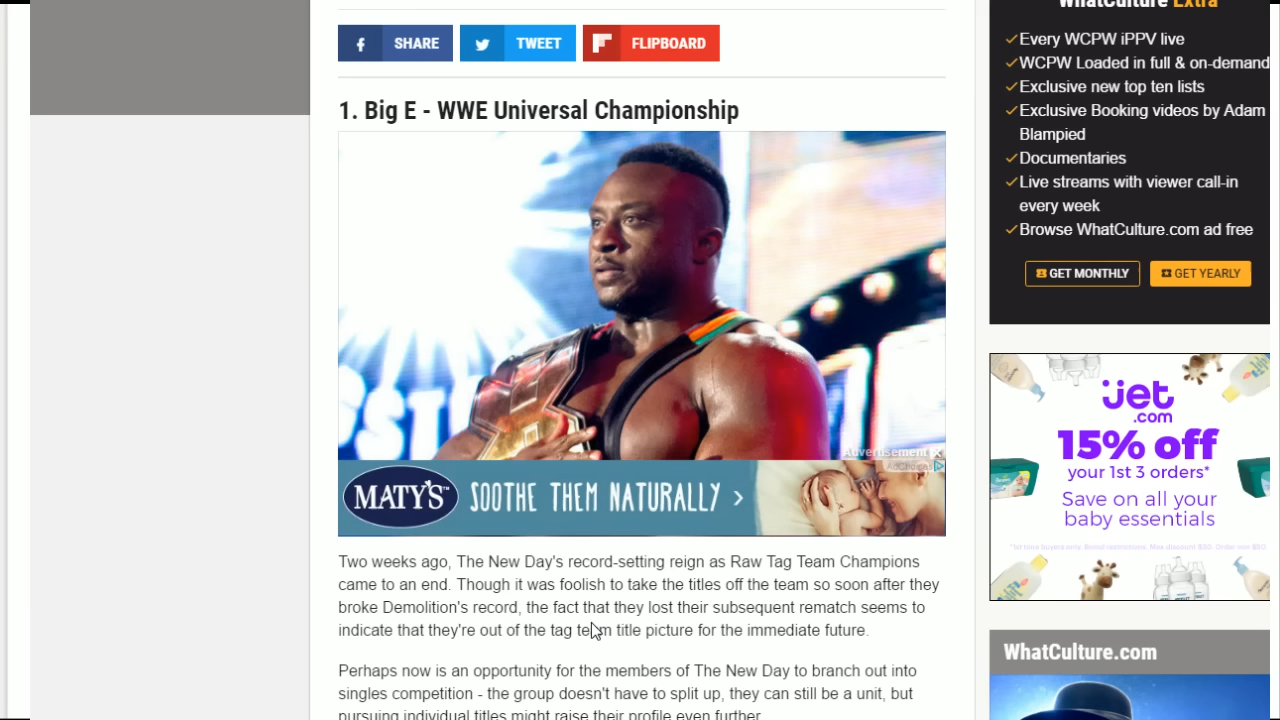 WhatCulture Extra
SHARE
TWEET
FLIPBOARD
Every WCPW iPPV live
WCPW Loaded in full & on-demand
Exclusive new top ten lists
Exclusive Booking videos by Adam
Blampied
Documentaries
Live streams with viewer call-in
every week
Browse WhatCulture.com ad free
GET MONTHLY
GET YEARLY
1. Big E - WWE Universal Championship
Advertisement
AdChoices
MATY'S™ SOOTHE THEM NATURALLY >
Jet
.com
15% off
your 1st 3 orders*
Save on all your
baby essentials
Two weeks ago, The New Day's record-setting reign as Raw Tag Team Champions
came to an end. Though it was foolish to take the titles off the team so soon after they
broke Demolition's record, the fact that they lost their subsequent rematch seems to
indicate that they're out of the tag team title picture for the immediate future.
Perhaps now is an opportunity for the members of The New Day to branch out into
singles competition - the group doesn't have to split up, they can still be a unit, but
pursuing individual titles might raise their profile even further.
WhatCulture.com